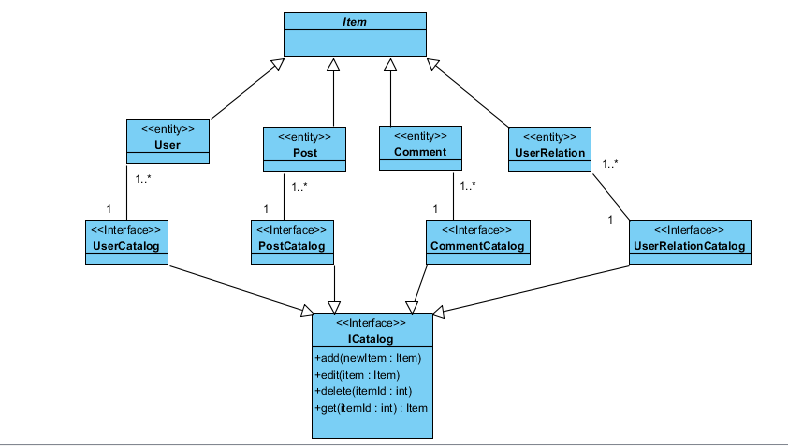 Item
<<entity>>
User
<<entity>>
Post
<<entity>>
Comment
<<entity>>
UserRelation
1..*
1..*
1..*
1..*
1
1
1
1
<<Interface>>
UserCatalog
<<Interface>>
PostCatalog
<<Interface>>
CommentCatalog
<<Interface>>
UserRelationCatalog
<<Interface>>
ICatalog
+add(newItem : Item)
+edit(item : Item)
+delete(itemId : int)
+get(itemId : int) : Item